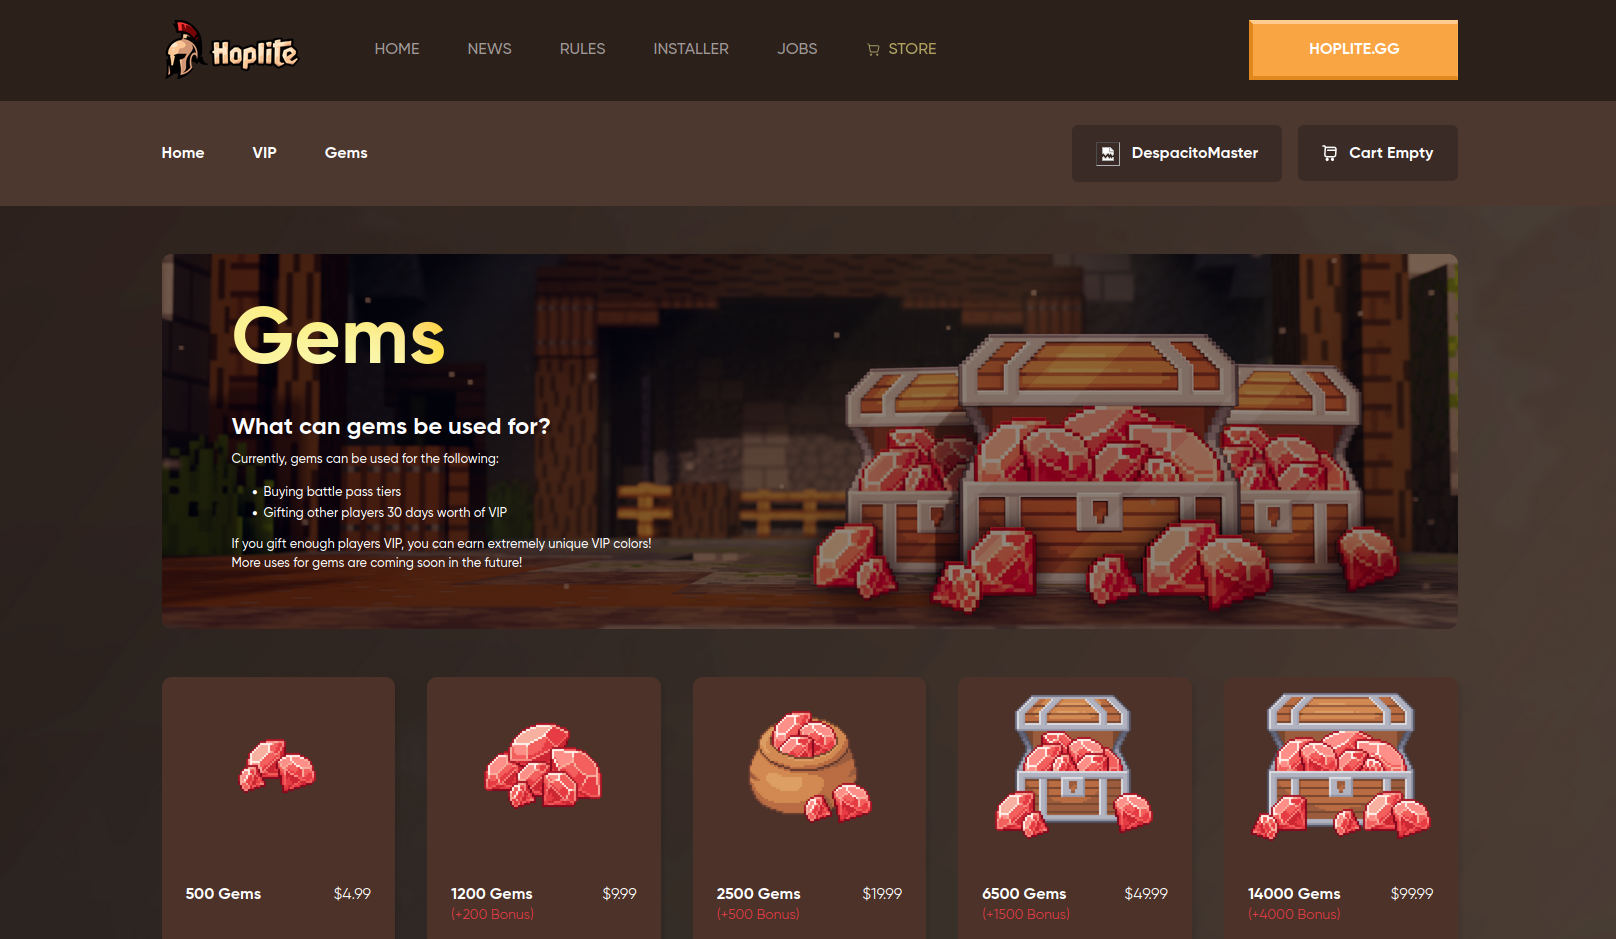 Hoplite
HOME
NEWS
RULES
INSTALLER
JOBS
STORE
HOPLITE.GG
Home
VIP
Gems
DespacitoMaster
Cart Empty
Gems
What can gems be used for?
Currently, gems can be used for the following:
• Buying battle pass tiers
• Gifting other players 30 days worth of VIP
If you gift enough players VIP, you can earn extremely unique VIP colors!
More uses for gems are coming soon in the future!
500 Gems
$4.99
1200 Gems
$9.99
(+200 Bonus)
2500 Gems
$19.99
(+500 Bonus)
6500 Gems
$49.99
(+1500 Bonus)
14000 Gems
$99.99
(+4000 Bonus)